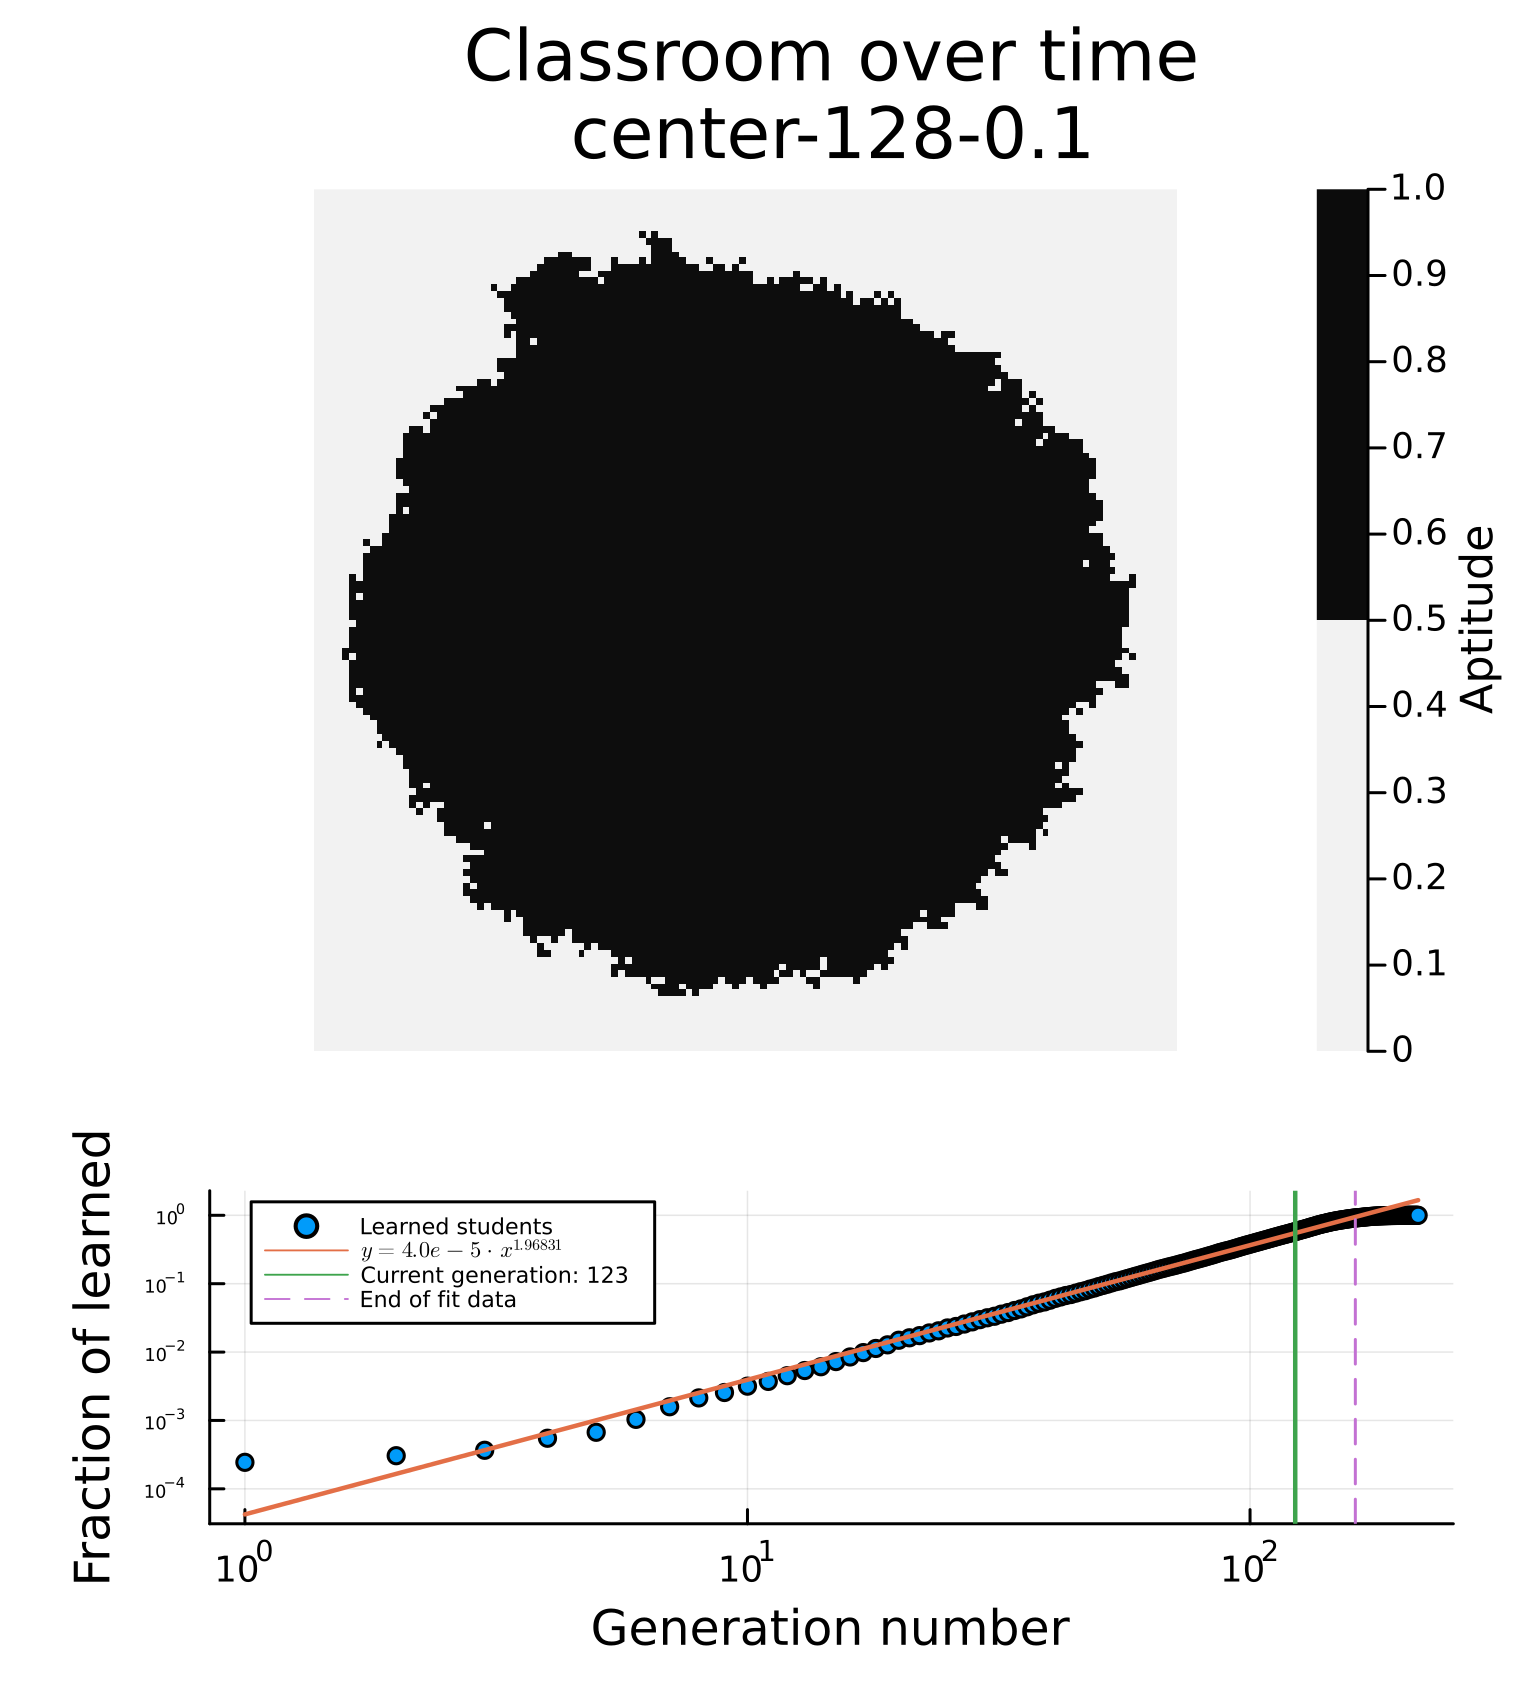 Classroom over time
center-128-0.1
1.0
0.9
0.8
0.7
0.6
0.5
0.4
0.3
0.2
0.1
0
Aptitude
Fraction of learned
10⁰
10⁻¹
10⁻²
10⁻³
10⁻⁴
Learned students
y = 4.0e − 5 · x^1.96831
Current generation: 123
End of fit data
10⁰ 10¹ 10²
Generation number